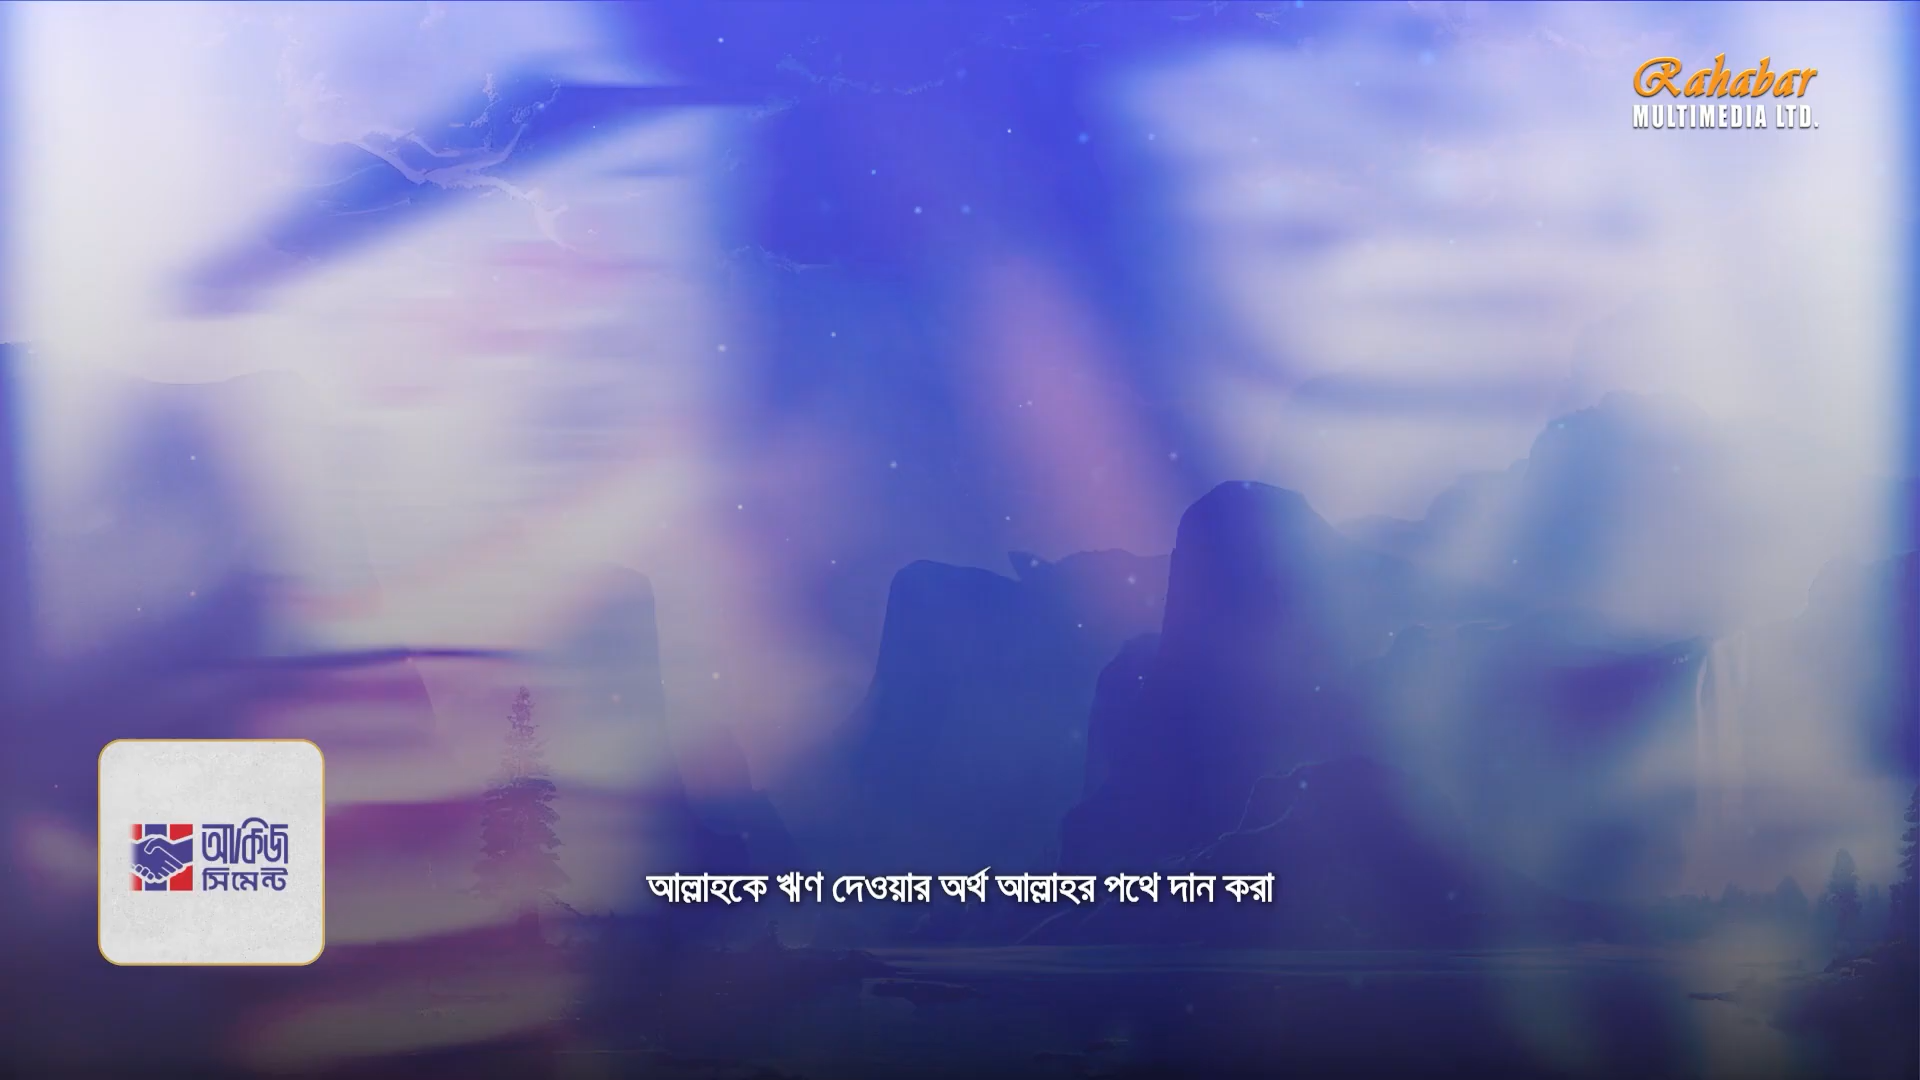 Rahabar
MULTIMEDIA LTD.
আকিজ
সিমেন্ট
আল্লাহকে ঋণ দেওয়ার অর্থ আল্লাহর পথে দান করা